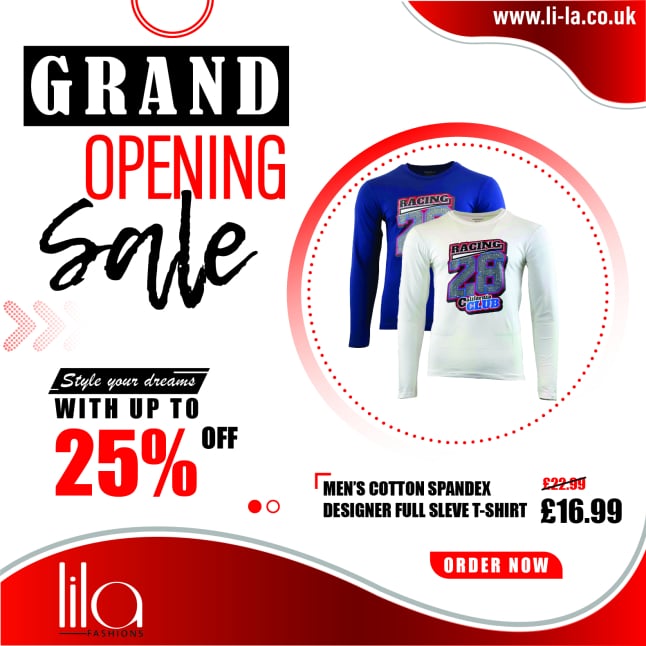 www.li-la.co.uk
GRAND
OPENING
Sale
RACING
28
RACING
28
California
CLUB
Style your dreams
WITH UP TO
25% OFF
MEN'S COTTON SPANDEX
DESIGNER FULL SLEVE T-SHIRT
£22.99
£16.99
ORDER NOW
lila
FASHIONS